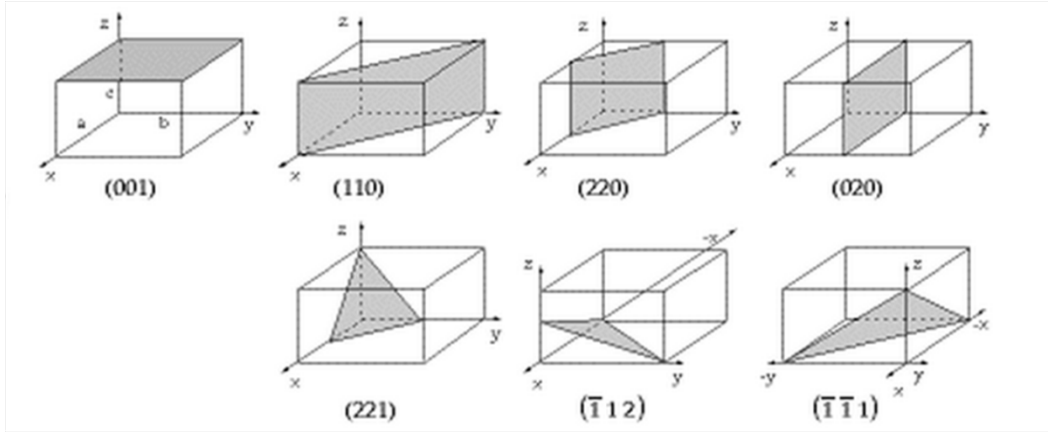 z z z z
c
a b
y y y y
x x x x
(001) (110) (220) (020)
z -x
z z
y
-x
x x y -y y
x
(221) (1̅ 1 2) (1̅ 1̅ 1)